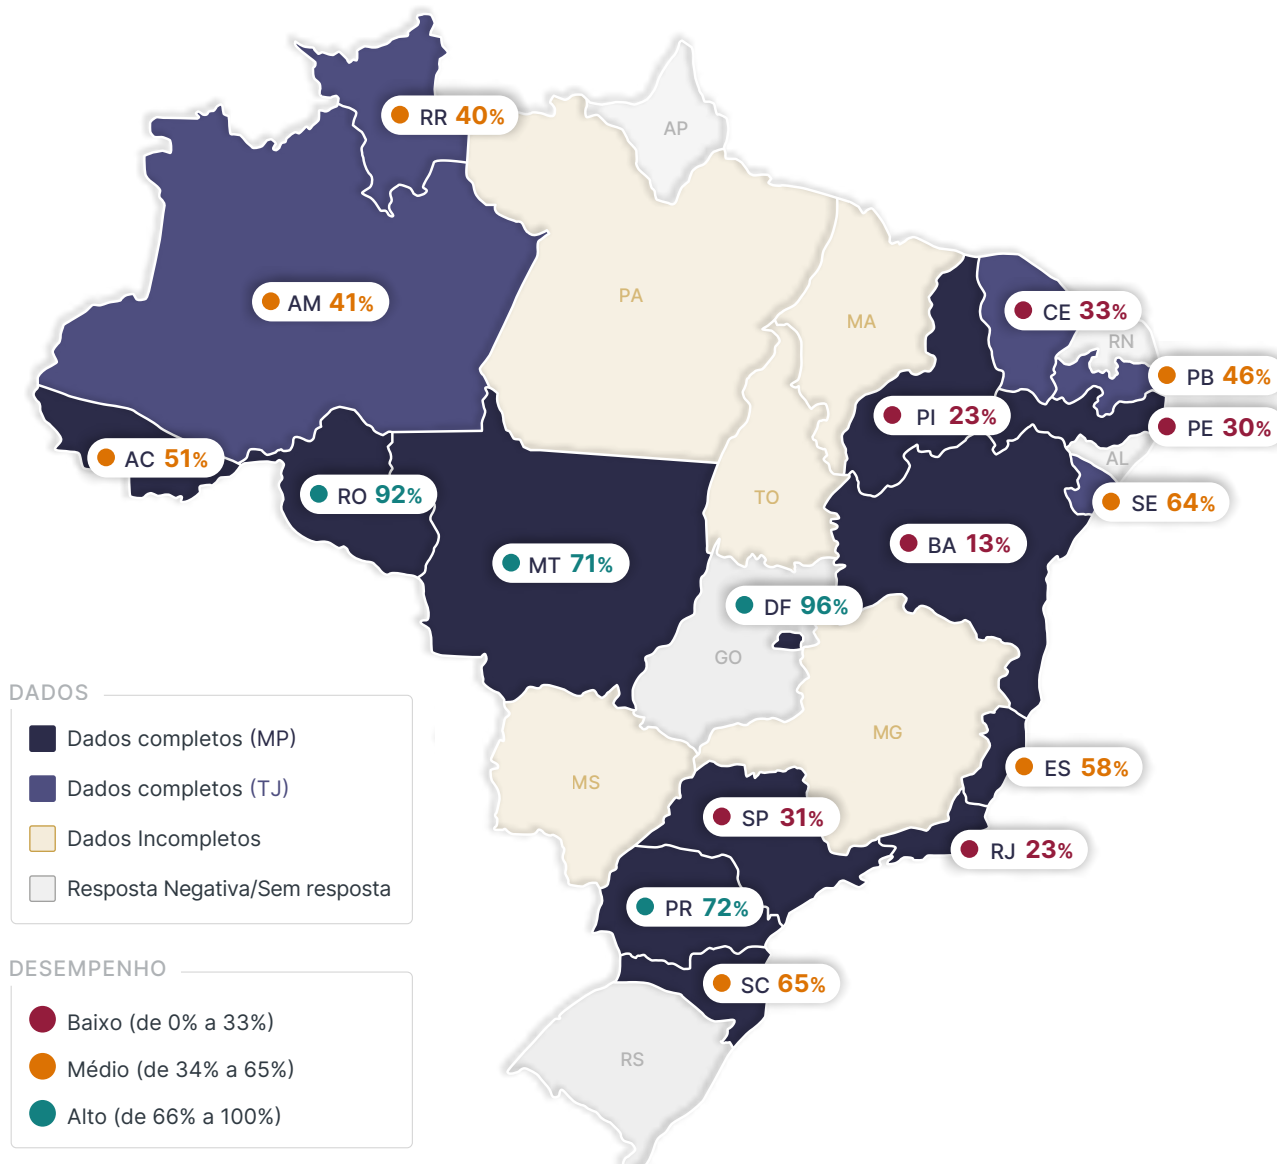 RR 40%
AP
AM 41%
PA
MA
CE 33%
RN
PB 46%
PI 23%
PE 30%
AC 51%
AL
RO 92%
TO
SE 64%
BA 13%
MT 71%
DF 96%
GO
MG
MS
ES 58%
SP 31%
RJ 23%
PR 72%
SC 65%
RS
DADOS
Dados completos (MP)
Dados completos (TJ)
Dados Incompletos
Resposta Negativa/Sem resposta
DESEMPENHO
Baixo (de 0% a 33%)
Médio (de 34% a 65%)
Alto (de 66% a 100%)